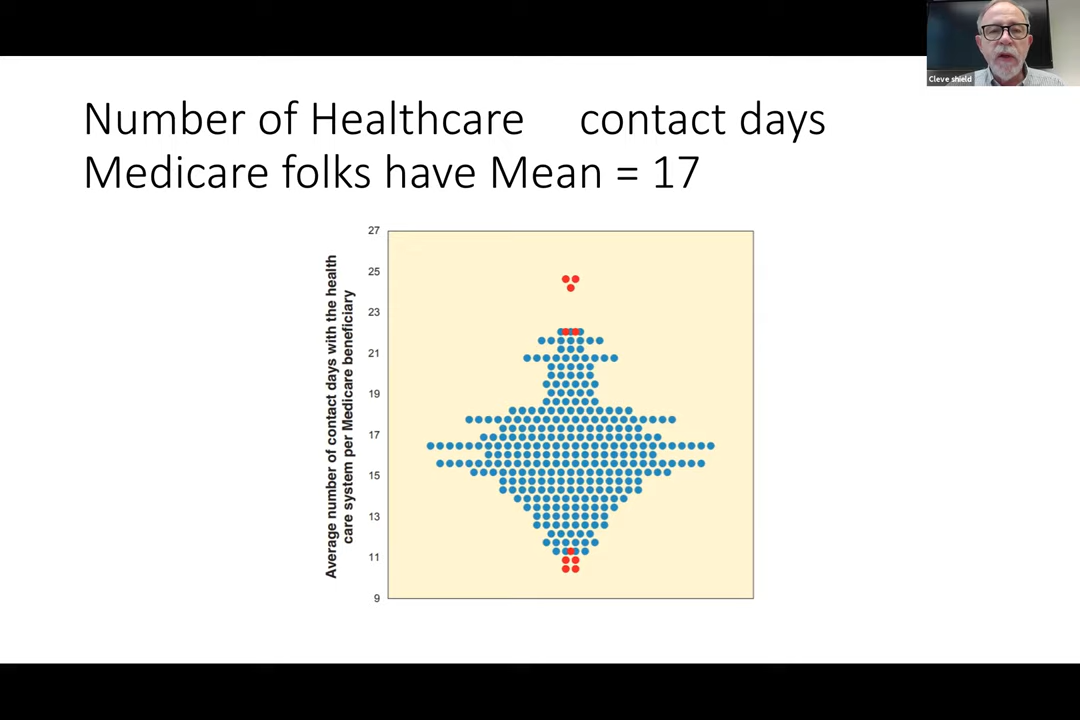 Cleve shield
Number of Healthcare contact days
Medicare folks have Mean = 17
Average number of contact days with the health
care system per Medicare beneficiary
27
25
23
21
19
17
15
13
11
9